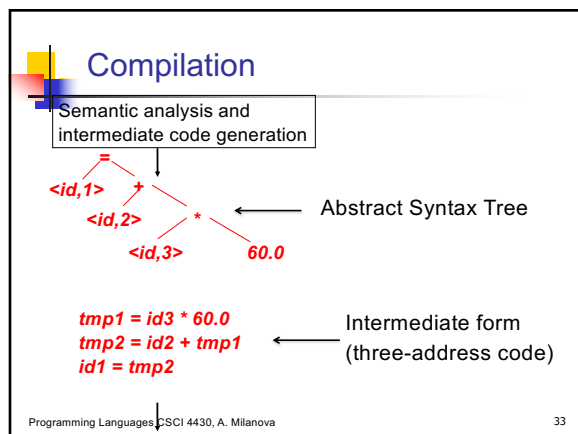 Compilation
Semantic analysis and
intermediate code generation
=
<id,1> +
<id,2> *
Abstract Syntax Tree
<id,3> 60.0
tmp1 = id3 * 60.0
tmp2 = id2 + tmp1
id1 = tmp2
Intermediate form
(three-address code)
Programming Languages CSCI 4430, A. Milanova 33